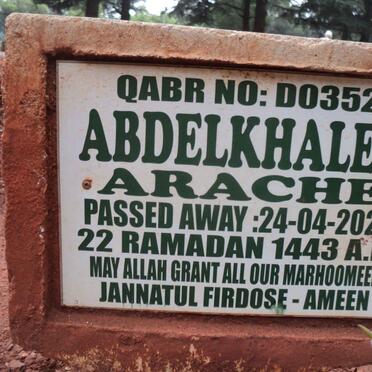 QABR NO: D0352
ABDELKHALE
ARACHE
PASSED AWAY :24-04-202
22 RAMADAN 1443 A.
MAY ALLAH GRANT ALL OUR MARHOOMEE
JANNATUL FIRDOSE - AMEEN